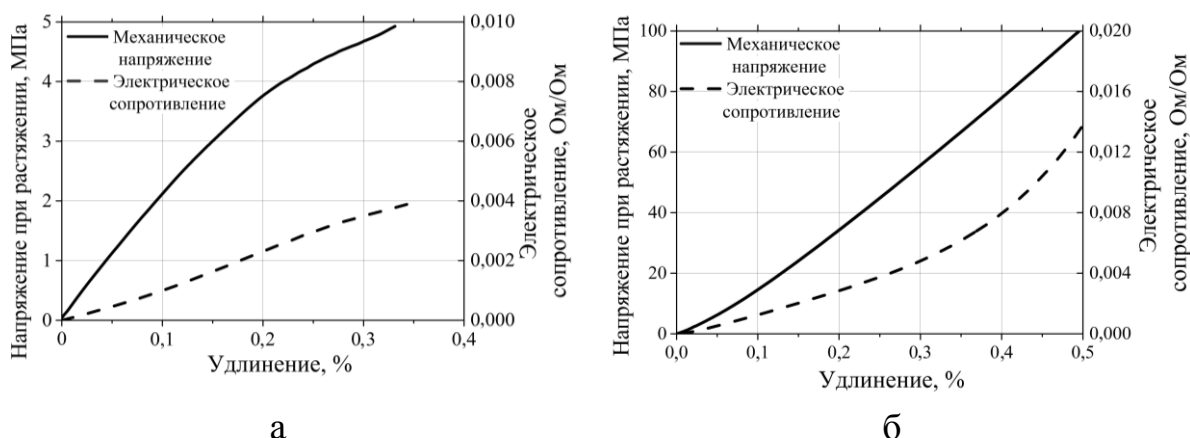 Напряжение при растяжении, МПа
5
4
3
2
1
0
Механическое
напряжение
Электрическое
сопротивление
0,010
0,008
0,006
0,004
0,002
0,000
Электрическое
сопротивление, Ом/Ом
0
0,1
0,2
0,3
0,4
Удлинение, %
а
Напряжение при растяжении, МПа
100
80
60
40
20
0
Механическое
напряжение
Электрическое
сопротивление
0,020
0,016
0,012
0,008
0,004
0,000
Электрическое
сопротивление, Ом/Ом
0,0
0,1
0,2
0,3
0,4
0,5
Удлинение, %
б